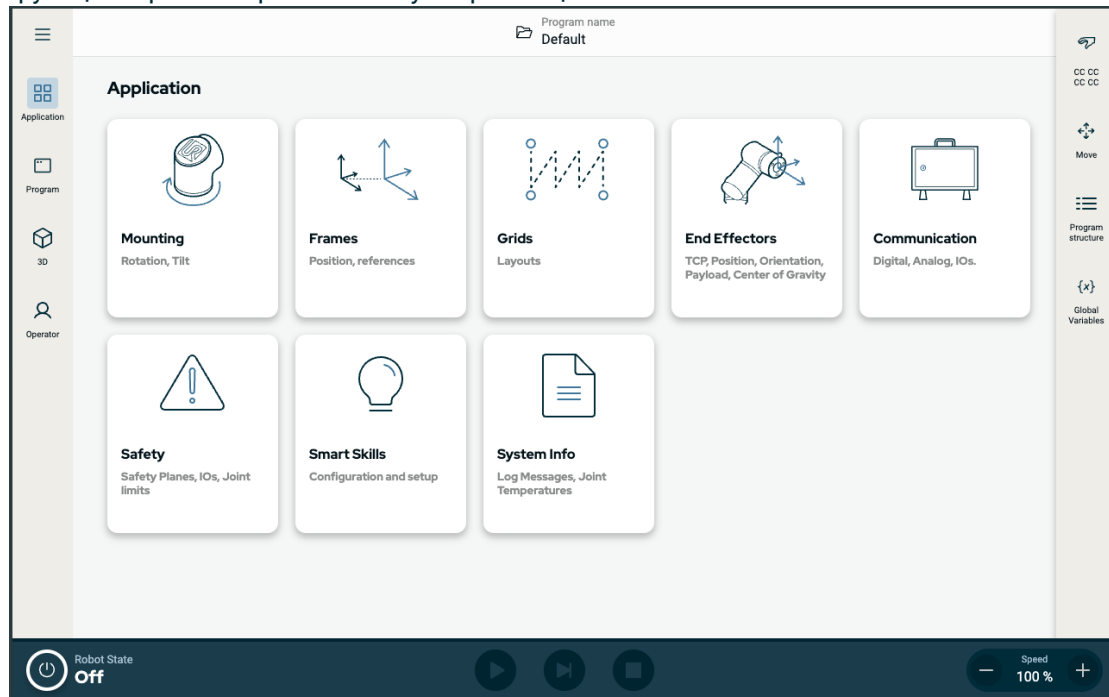 Program name
Default
Application
Application
Program
3D
Operator
Mounting
Rotation, Tilt
Frames
Position, references
Grids
Layouts
End Effectors
TCP, Position, Orientation,
Payload, Center of Gravity
Communication
Digital, Analog, IOs.
Safety
Safety Planes, IOs, Joint
limits
Smart Skills
Configuration and setup
System Info
Log Messages, Joint
Temperatures
CC CC
CC CC
Move
Program
structure
{x}
Global
Variables
Robot State
Off
Speed
100 %